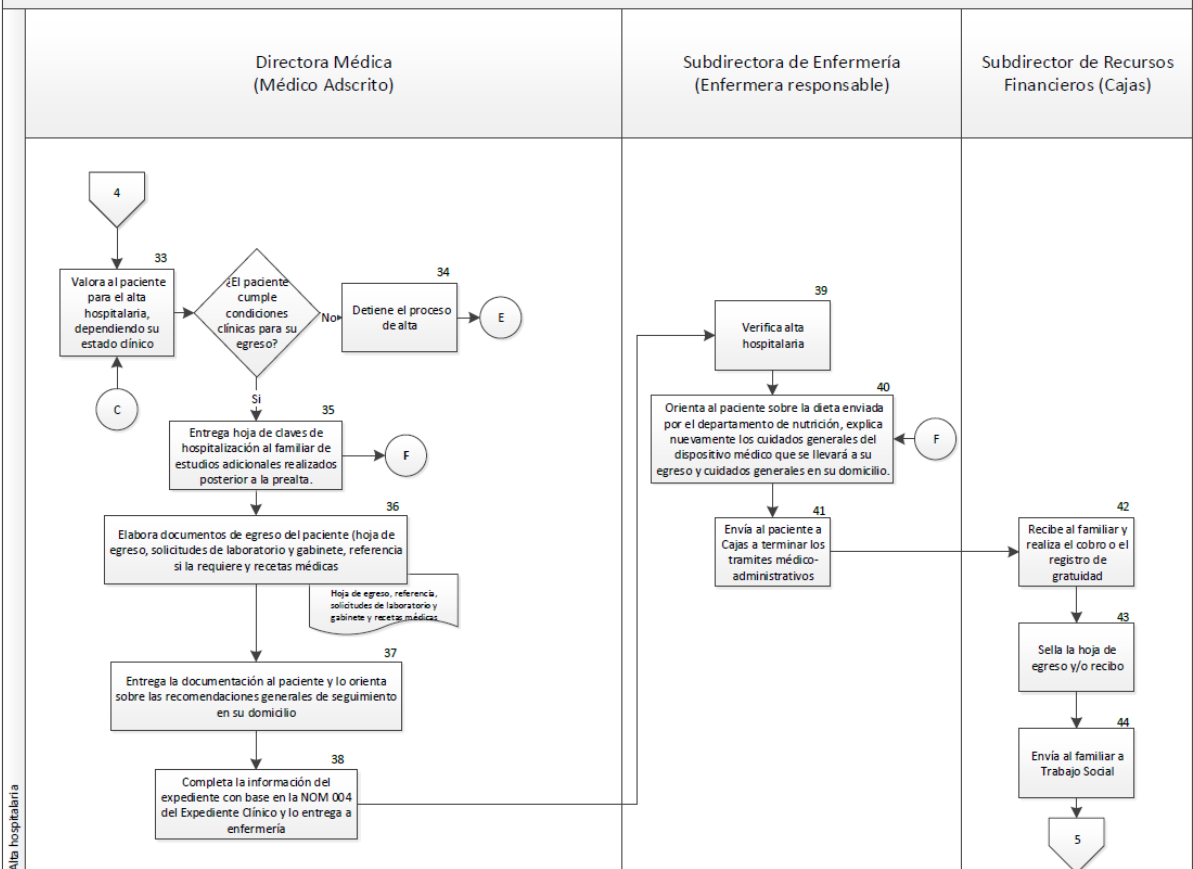 Directora Médica
(Médico Adscrito)
Subdirectora de Enfermería
(Enfermera responsable)
Subdirector de Recursos
Financieros (Cajas)
4
33
Valora al paciente
para el alta
hospitalaria,
dependiendo su
estado clínico
C
¿El paciente
cumple
condiciones
clínicas para su
egreso?
No
Si
34
Detiene el proceso
de alta
E
35
Entrega hoja de claves de
hospitalización al familiar de
estudios adicionales realizados
posterior a la prealta.
F
36
Elabora documentos de egreso del paciente (hoja de
egreso, solicitudes de laboratorio y gabinete, referencia
si la requiere y recetas médicas
Hoja de egreso, referencia,
solicitudes de laboratorio y
gabinete y recetas médicas
37
Entrega la documentación al paciente y lo orienta
sobre las recomendaciones generales de seguimiento
en su domicilio
38
Completa la información del
expediente con base en la NOM 004
del Expediente Clínico y lo entrega a
enfermería
39
Verifica alta
hospitalaria
40
Orienta al paciente sobre la dieta enviada
por el departamento de nutrición, explica
nuevamente los cuidados generales del
dispositivo médico que se llevará a su
egreso y cuidados generales en su domicilio.
F
41
Envía al paciente a
Cajas a terminar los
tramites médico-
administrativos
42
Recibe al familiar y
realiza el cobro o el
registro de
gratuidad
43
Sella la hoja de
egreso y/o recibo
44
Envía al familiar a
Trabajo Social
5
Alta hospitalaria